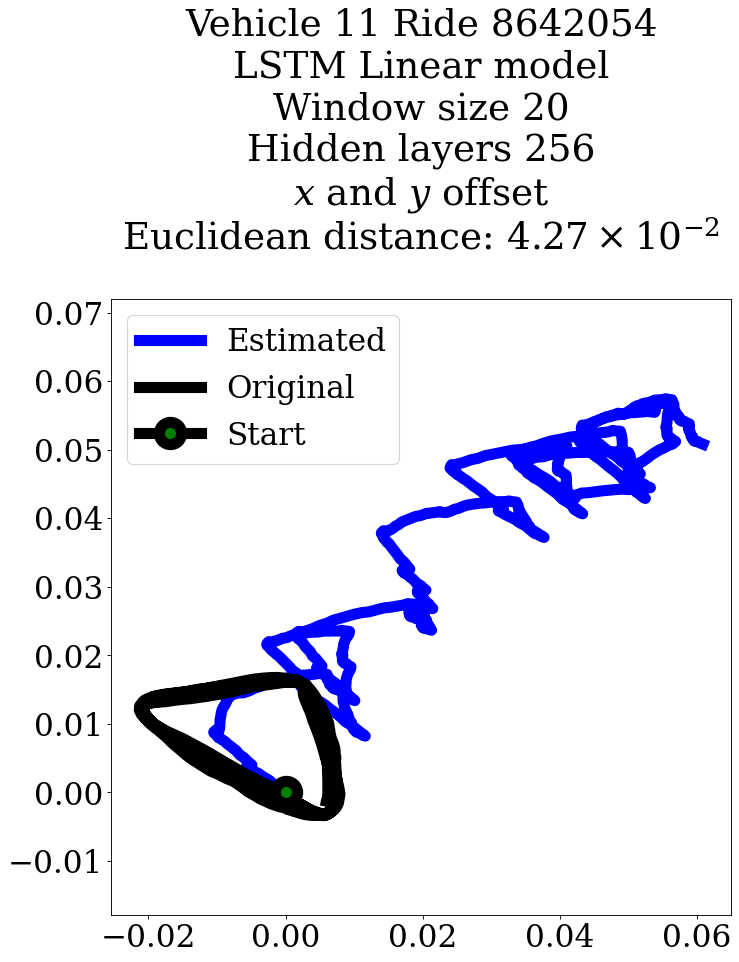 Vehicle 11 Ride 8642054
LSTM Linear model
Window size 20
Hidden layers 256
x and y offset
Euclidean distance: 4.27 × 10⁻²
Estimated
Original
Start
0.07
0.06
0.05
0.04
0.03
0.02
0.01
0.00
−0.01
−0.02 0.00 0.02 0.04 0.06